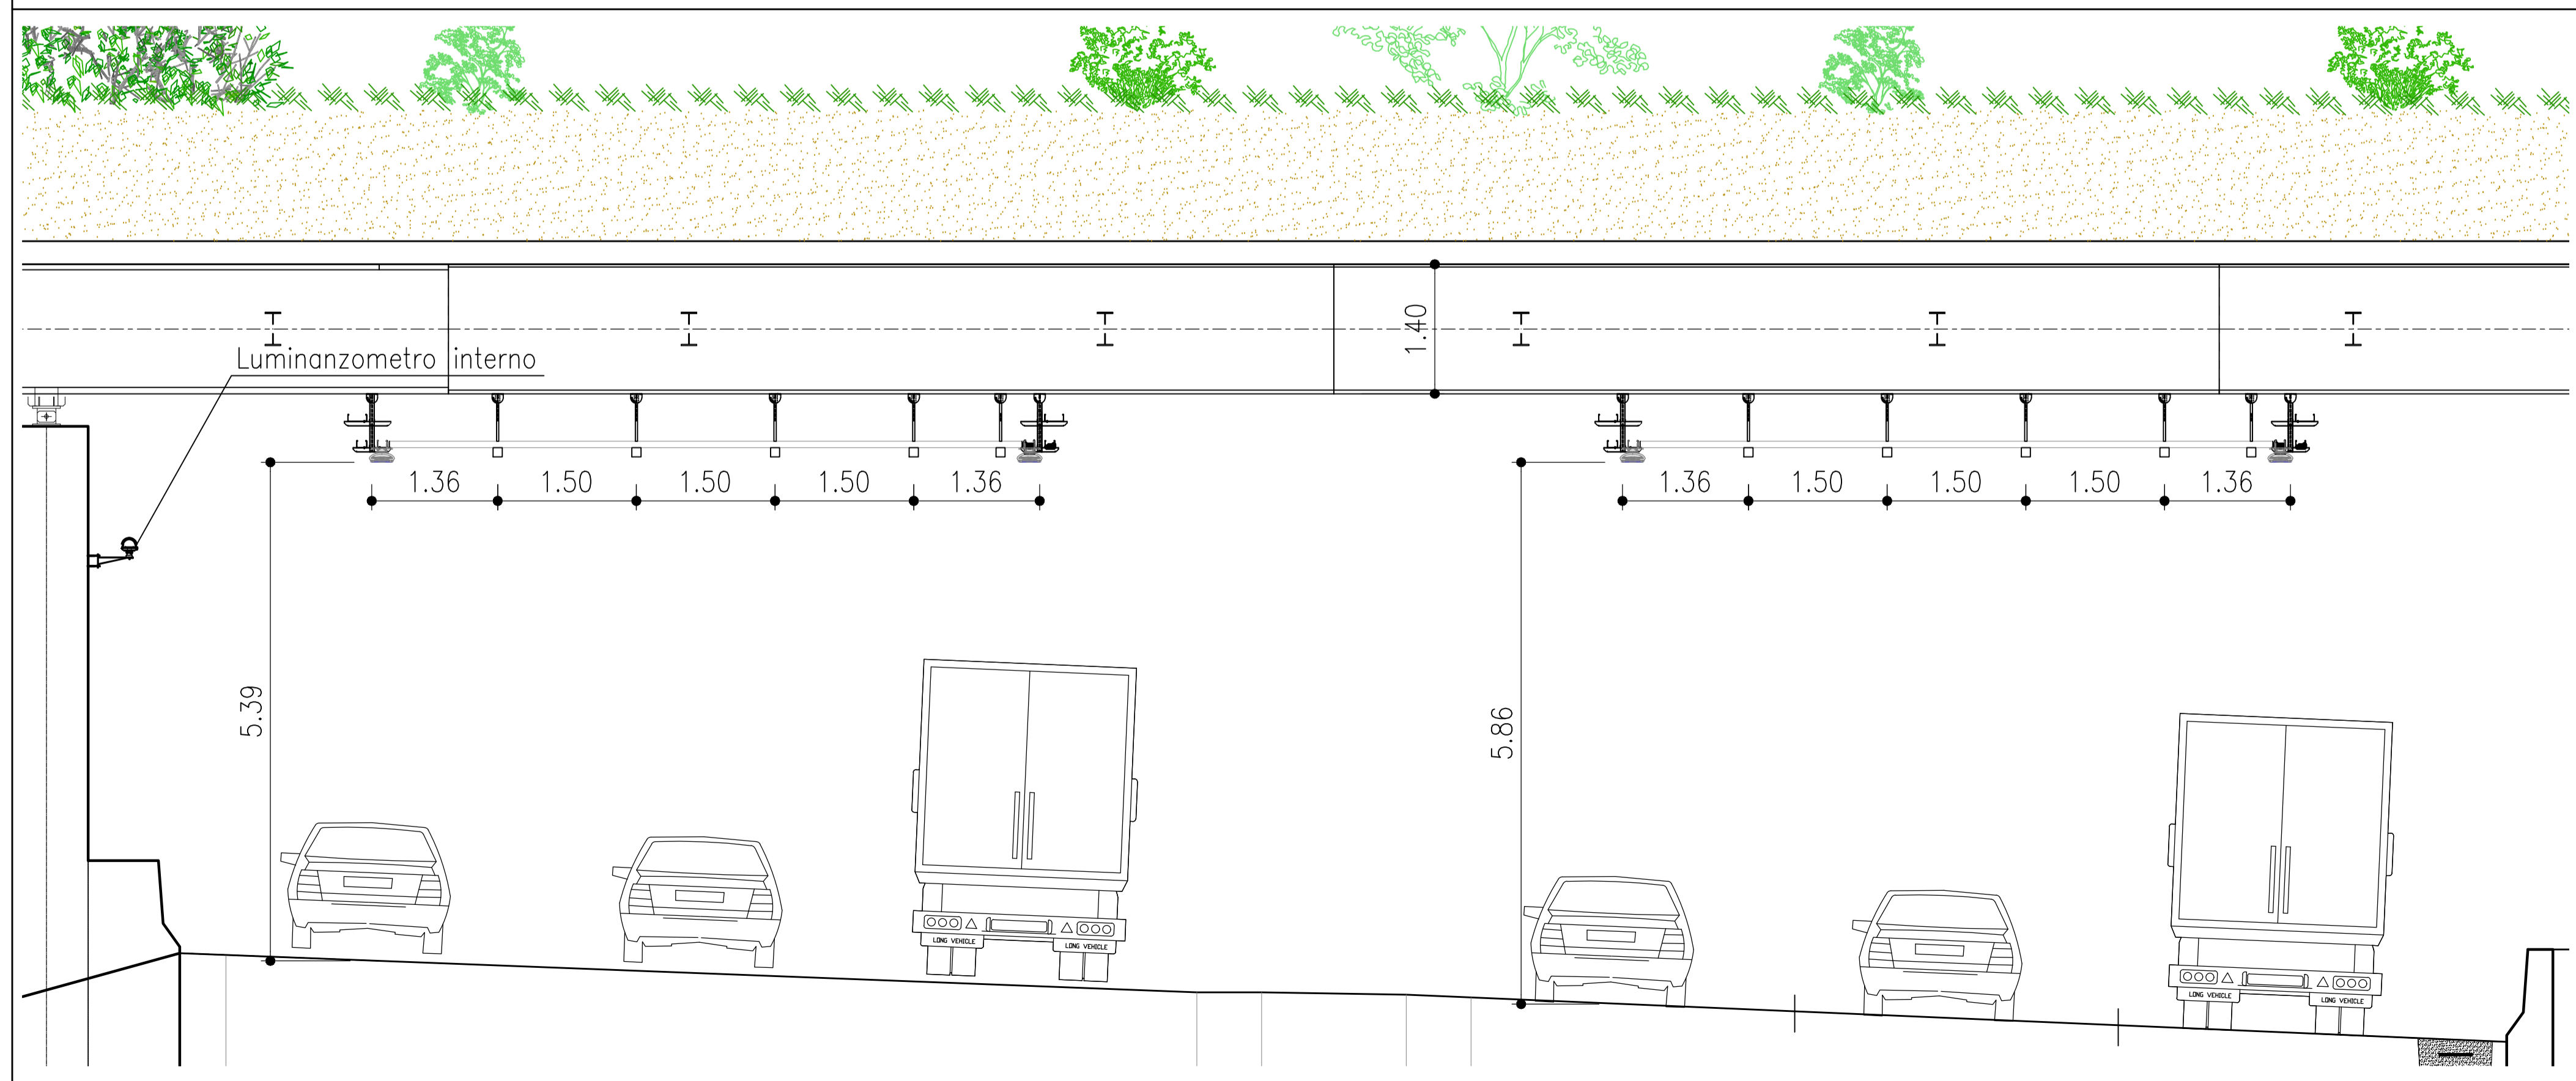 1.40
Luminanzometro interno
1.36 1.50 1.50 1.50 1.36
1.36 1.50 1.50 1.50 1.36
5.39
5.86
LONG VEHICLE LONG VEHICLE
LONG VEHICLE LONG VEHICLE